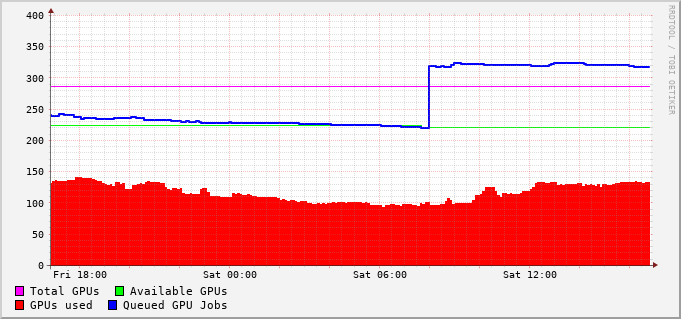 400
350
300
250
200
150
100
50
0
Fri 18:00 Sat 00:00 Sat 06:00 Sat 12:00
Total GPUs Available GPUs
GPUs used Queued GPU Jobs
RRDTOOL / TOBI OETIKER